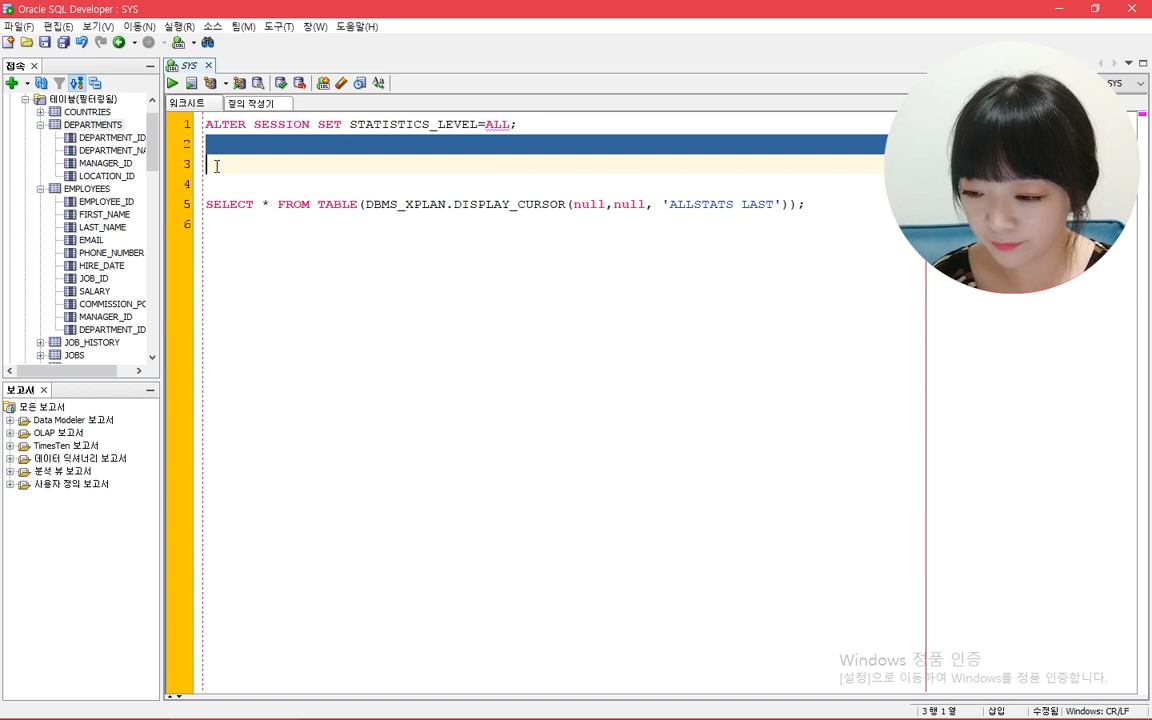 Oracle SQL Developer : SYS
파일(F) 편집(E) 보기(V) 이동(N) 실행(R) 소스 팀(M) 도구(T) 창(W) 도움말(H)
접속
SYS
SYS
워크시트 질의 작성기
테이블(필터링됨)
COUNTRIES
DEPARTMENTS
DEPARTMENT_ID
DEPARTMENT_NA
MANAGER_ID
LOCATION_ID
EMPLOYEES
EMPLOYEE_ID
FIRST_NAME
LAST_NAME
EMAIL
PHONE_NUMBER
HIRE_DATE
JOB_ID
SALARY
COMMISSION_PC
MANAGER_ID
DEPARTMENT_ID
JOB_HISTORY
JOBS
1 ALTER SESSION SET STATISTICS_LEVEL=ALL;
2
3
4
5 SELECT * FROM TABLE(DBMS_XPLAN.DISPLAY_CURSOR(null,null, 'ALLSTATS LAST'));
6
보고서
모든 보고서
Data Modeler 보고서
OLAP 보고서
TimesTen 보고서
데이터 딕셔너리 보고서
분석 뷰 보고서
사용자 정의 보고서
Windows 정품 인증
[설정]으로 이동하여 Windows를 정품 인증합니다.
3 행 1 열 삽입 수정됨 Windows: CR/LF